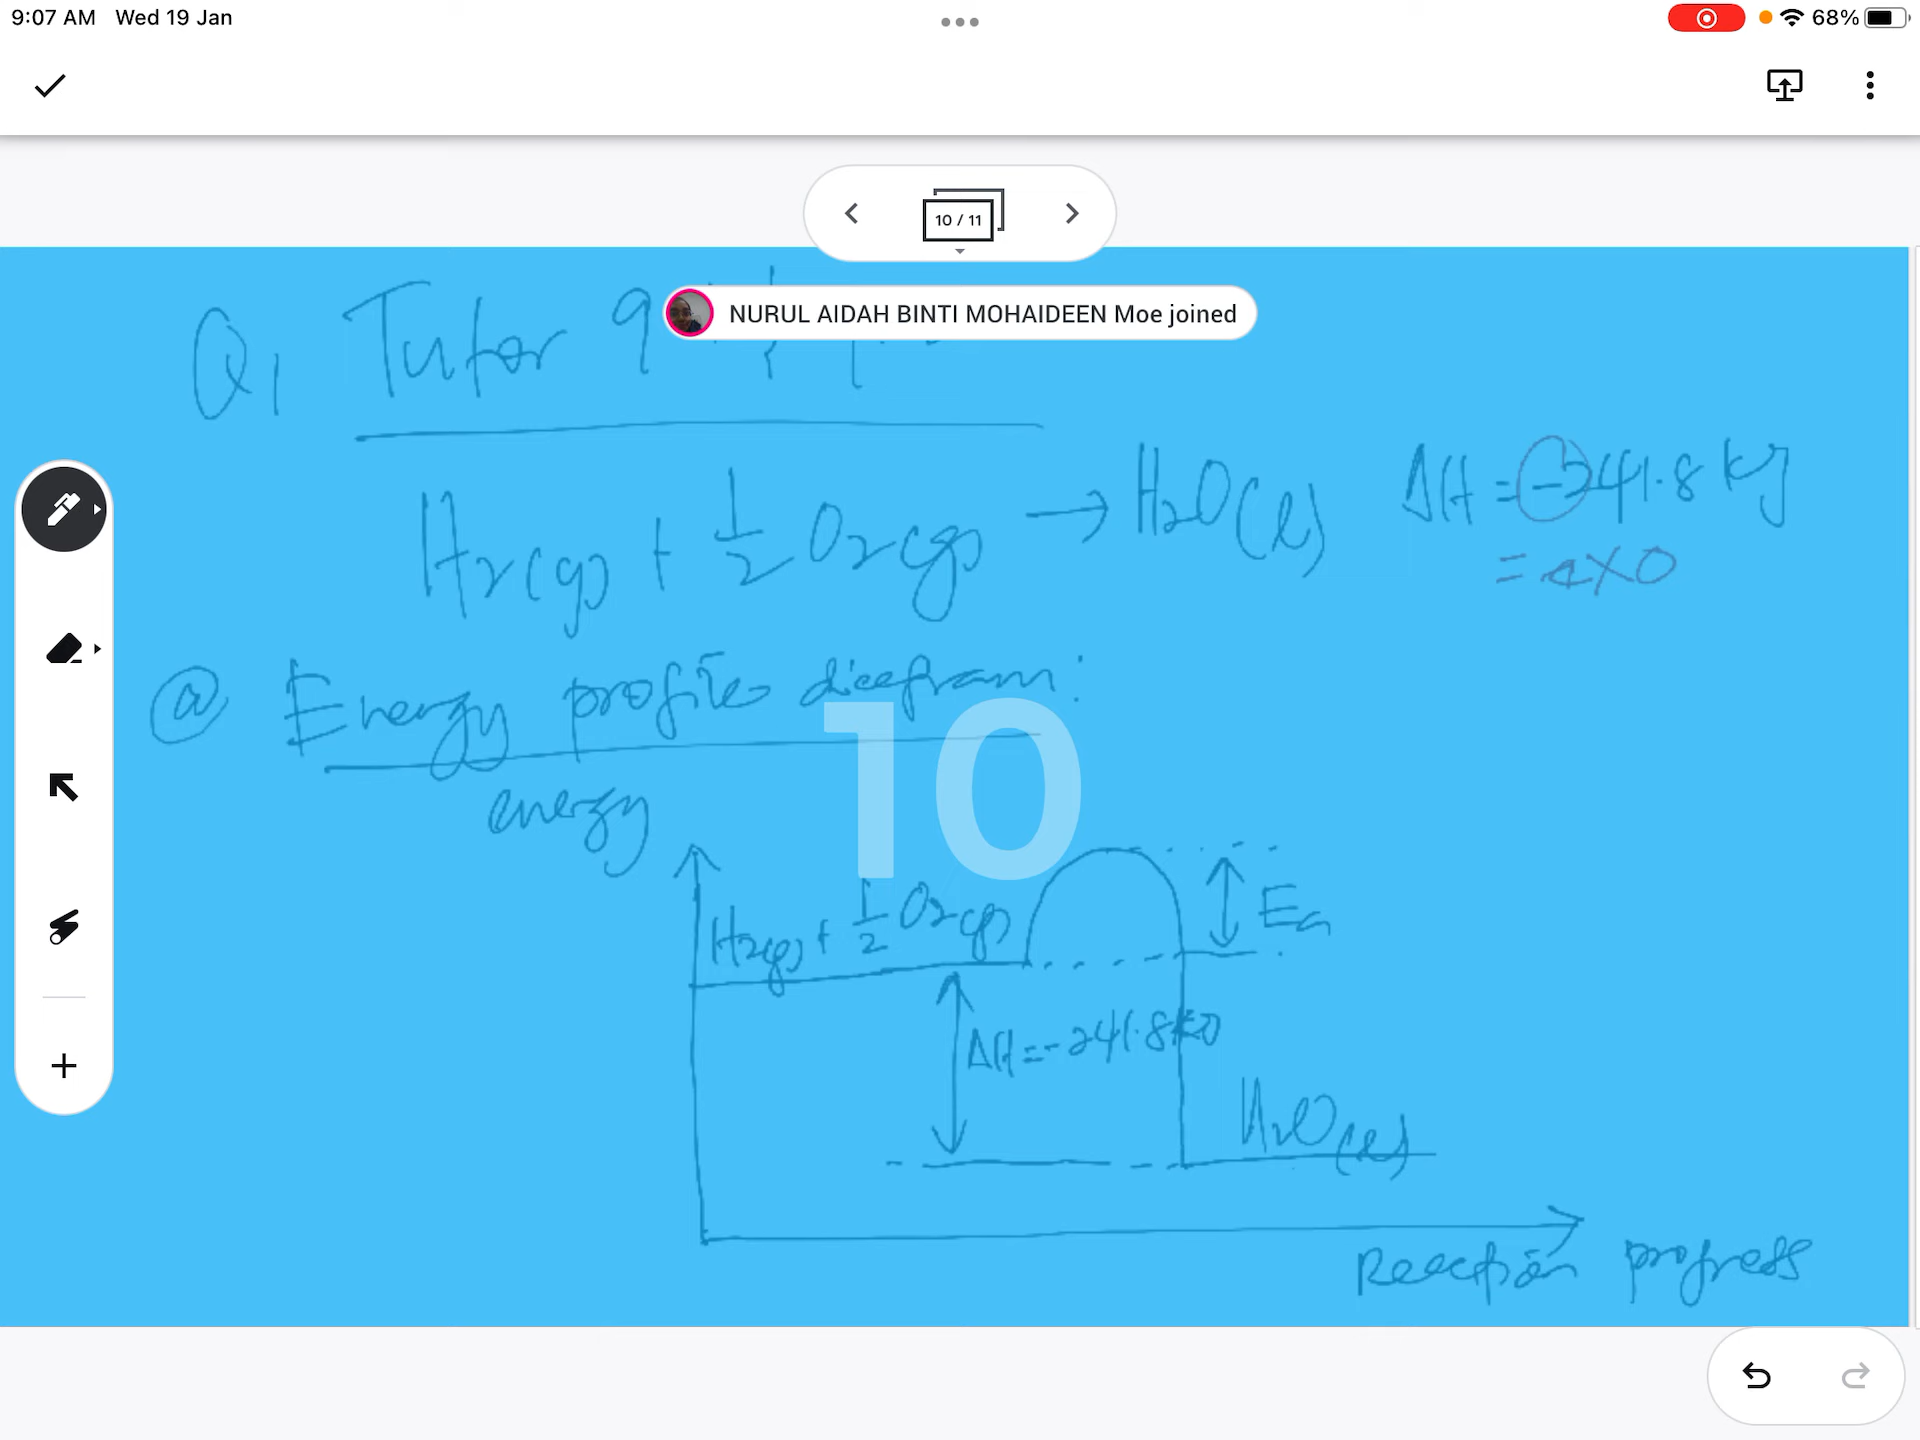 9:07 AM Wed 19 Jan
68%
10 / 11
NURUL AIDAH BINTI MOHAIDEEN Moe joined
Q1 Tutor 9
H2(g) + 1/2 O2(g) → H2O(l) ΔH = -241.8 kJ
= exo
(a) Energy profile diagram:
10
energy
H2(g) + 1/2 O2(g)
Ea
ΔH = -241.8 kJ
H2O(l)
Reaction progress